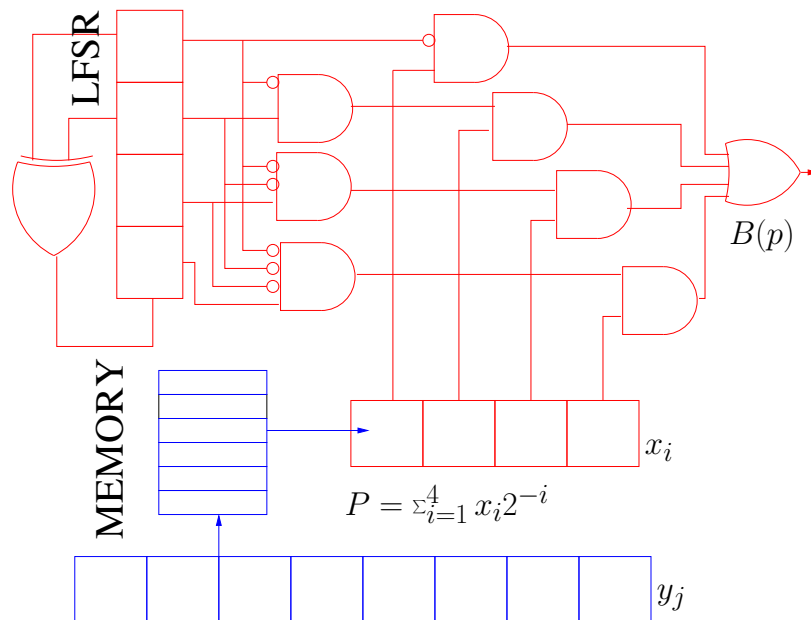 LFSR
B(p)
MEMORY
x_i
P = Σ_{i=1}^{4} x_i 2^{-i}
y_j